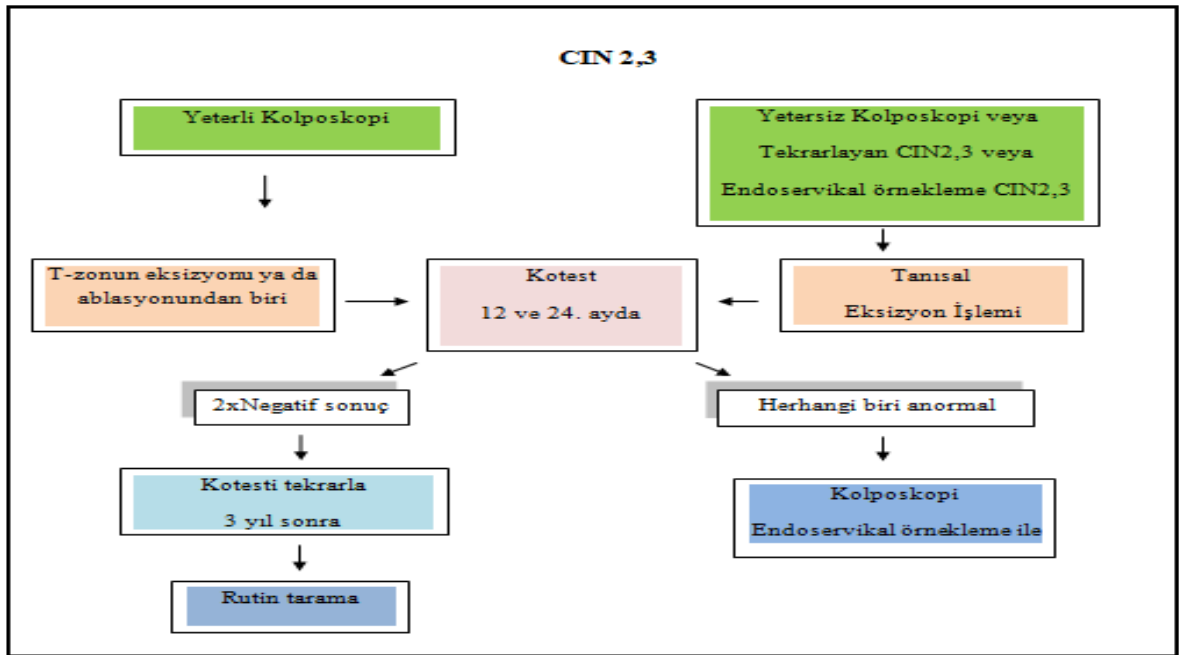 CIN 2,3
Yeterli Kolposkopi
Yetersiz Kolposkopi veya
Tekrarlayan CIN2,3 veya
Endoservikal örnekleme CIN2,3
T-zonun eksizyonu ya da
ablasyonundan biri
Kotest
12 ve 24. ayda
Tanısal
Eksizyon İşlemi
2xNegatif sonuç
Herhangi biri anormal
Kotesti tekrarla
3 yıl sonra
Kolposkopi
Endoservikal örnekleme ile
Rutin tarama